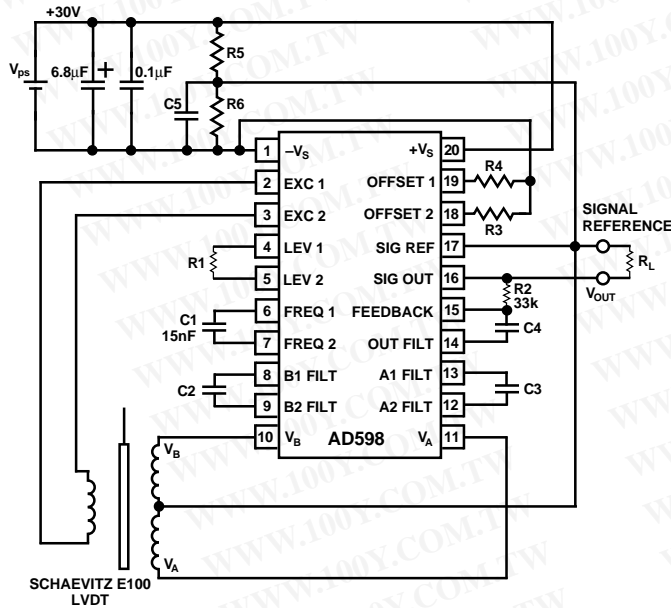 +30V
Vps
6.8µF
+
0.1µF
R5
C5
R6
1 –VS
+VS 20
2 EXC 1
OFFSET 1 19
R4
3 EXC 2
OFFSET 2 18
R3
SIGNAL
REFERENCE
4 LEV 1
SIG REF 17
R1
RL
5 LEV 2
SIG OUT 16
VOUT
R2
33k
6 FREQ 1
FEEDBACK 15
C1
15nF
C4
7 FREQ 2
OUT FILT 14
8 B1 FILT
A1 FILT 13
C2
C3
9 B2 FILT
A2 FILT 12
10 VB
AD598
VA 11
VB
VA
SCHAEVITZ E100
LVDT
WWW.100Y.COM.TW